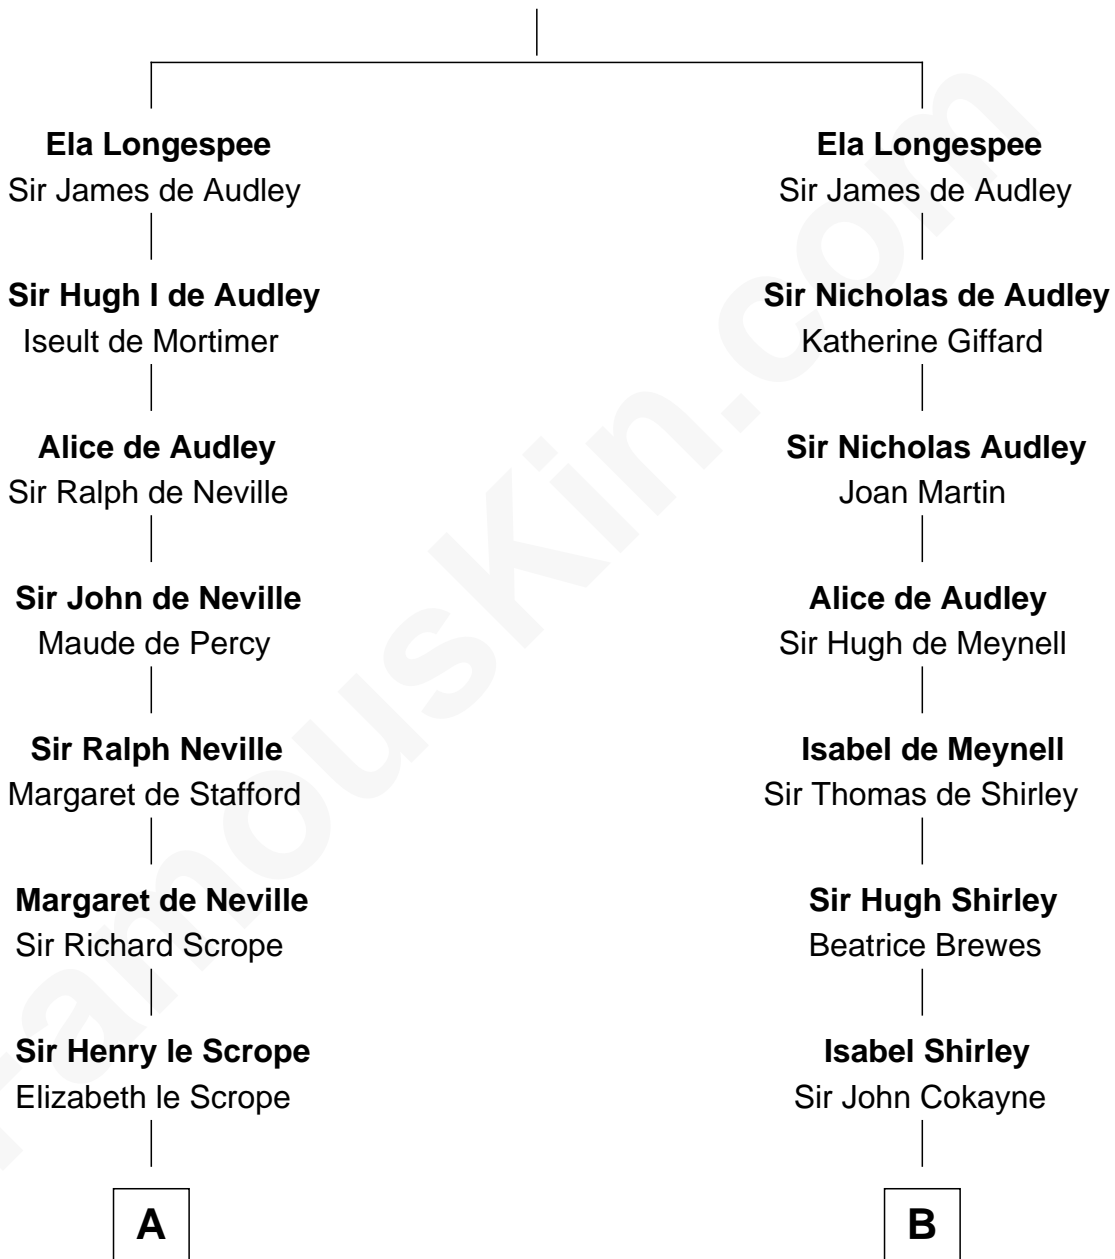 Ela Longespee
Sir James de Audley
Sir Hugh I de Audley
Iseult de Mortimer
Alice de Audley
Sir Ralph de Neville
Sir John de Neville
Maude de Percy
Sir Ralph Neville
Margaret de Stafford
Margaret de Neville
Sir Richard Scrope
Sir Henry le Scrope
Elizabeth le Scrope
A
Ela Longespee
Sir James de Audley
Sir Nicholas de Audley
Katherine Giffard
Sir Nicholas Audley
Joan Martin
Alice de Audley
Sir Hugh de Meynell
Isabel de Meynell
Sir Thomas de Shirley
Sir Hugh Shirley
Beatrice Brewes
Isabel Shirley
Sir John Cokayne
B
FamousKin.com